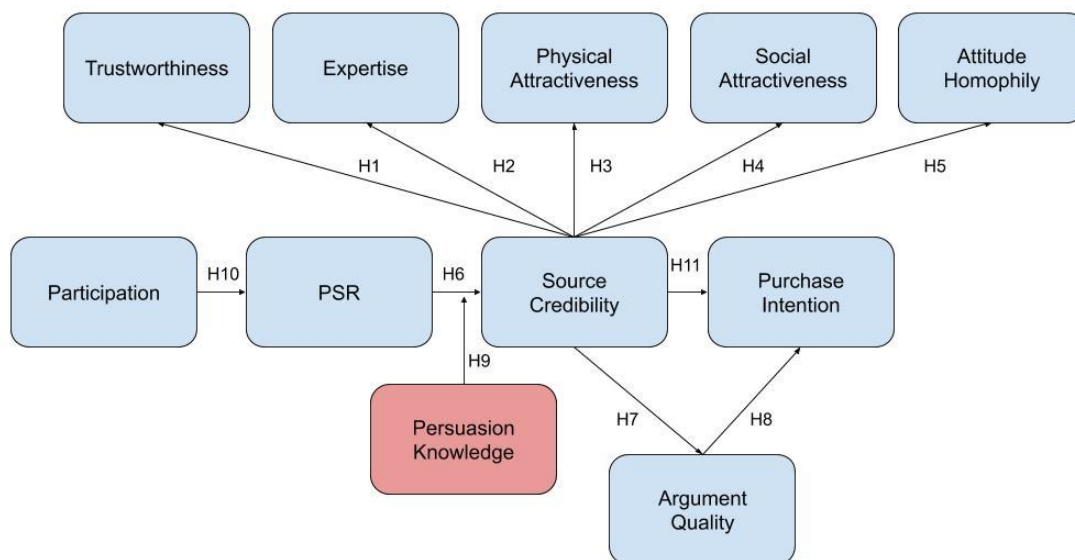 Trustworthiness
Expertise
Physical
Attractiveness
Social
Attractiveness
Attitude
Homophily
H1
H2
H3
H4
H5
Participation
H10
PSR
H6
Source
Credibility
H11
Purchase
Intention
H9
Persuasion
Knowledge
H7
H8
Argument
Quality